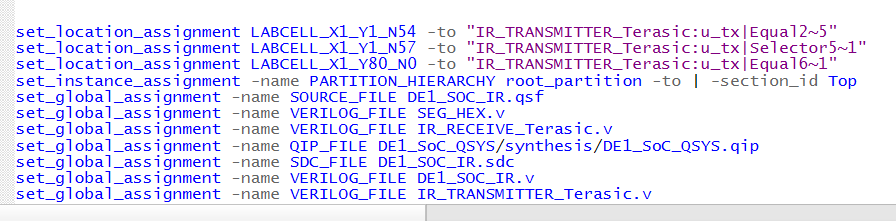 set_location_assignment LABCELL_X1_Y1_N54 -to "IR_TRANSMITTER_Terasic:u_tx|Equal2~5"
set_location_assignment LABCELL_X1_Y1_N57 -to "IR_TRANSMITTER_Terasic:u_tx|Selector5~1"
set_location_assignment LABCELL_X1_Y80_N0 -to "IR_TRANSMITTER_Terasic:u_tx|Equal6~1"
set_instance_assignment -name PARTITION_HIERARCHY root_partition -to | -section_id Top
set_global_assignment -name SOURCE_FILE DE1_SOC_IR.qsf
set_global_assignment -name VERILOG_FILE SEG_HEX.v
set_global_assignment -name VERILOG_FILE IR_RECEIVE_Terasic.v
set_global_assignment -name QIP_FILE DE1_SoC_QSYS/synthesis/DE1_SoC_QSYS.qip
set_global_assignment -name SDC_FILE DE1_SOC_IR.sdc
set_global_assignment -name VERILOG_FILE DE1_SOC_IR.v
set_global_assignment -name VERILOG_FILE IR_TRANSMITTER_Terasic.v